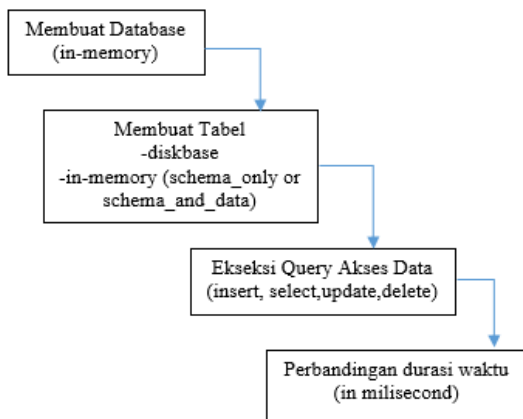 Membuat Database
(in-memory)
Membuat Tabel
-diskbase
-in-memory (schema_only or
schema_and_data)
Ekseksi Query Akses Data
(insert, select,update,delete)
Perbandingan durasi waktu
(in milisecond)